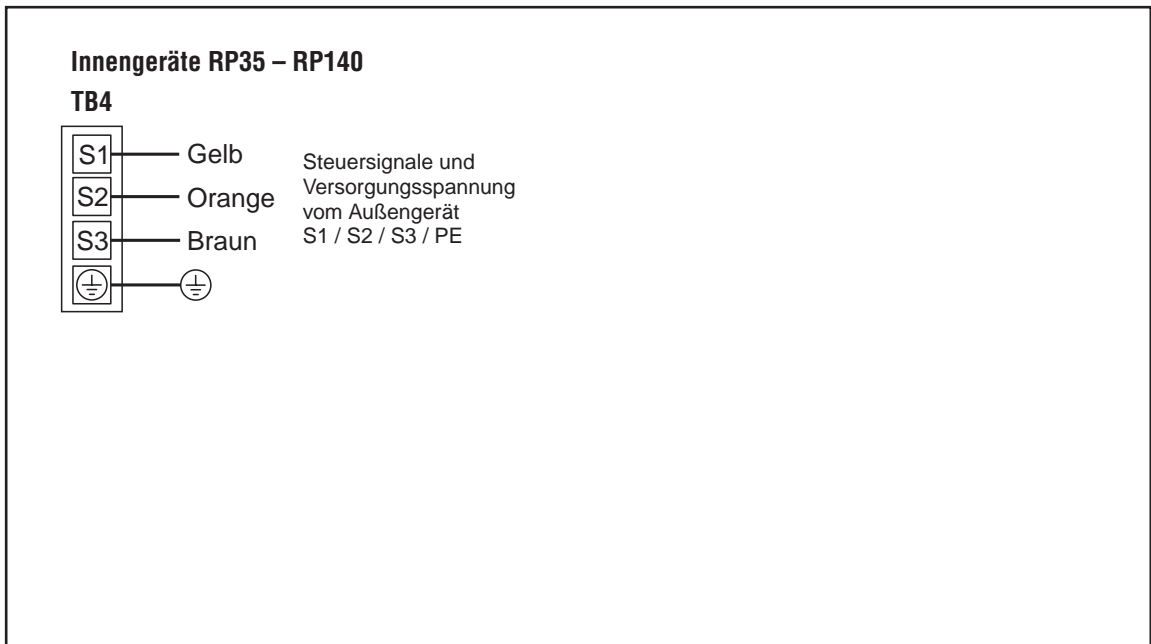 Innengeräte RP35 – RP140
TB4
S1 Gelb
S2 Orange
S3 Braun
Steuersignale und
Versorgungsspannung
vom Außengerät
S1 / S2 / S3 / PE